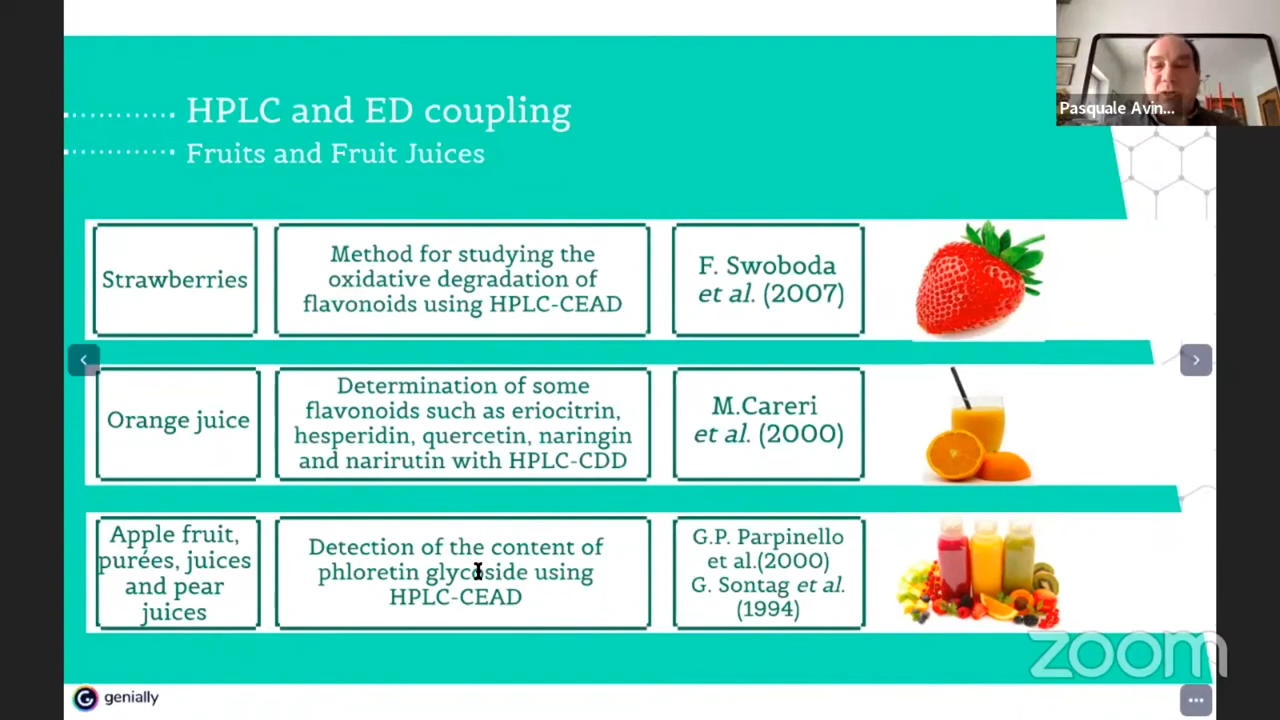 HPLC and ED coupling
Fruits and Fruit Juices
Pasquale Avin...
Strawberries
Method for studying the
oxidative degradation of
flavonoids using HPLC-CEAD
F. Swoboda
et al. (2007)
Orange juice
Determination of some
flavonoids such as eriocitrin,
hesperidin, quercetin, naringin
and narirutin with HPLC-CDD
M.Careri
et al. (2000)
Apple fruit,
purées, juices
and pear
juices
Detection of the content of
phloretin glycoside using
HPLC-CEAD
G.P. Parpinello
et al.(2000)
G. Sontag et al.
(1994)
zoom
genially